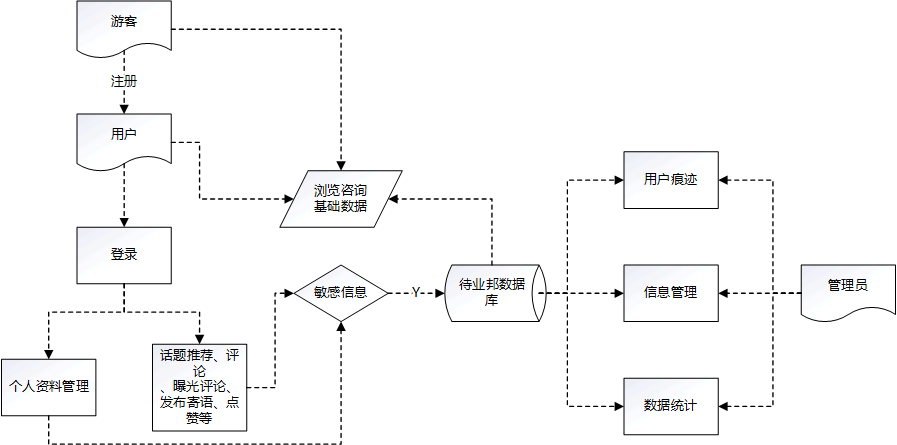 游客
注册
用户
浏览咨询
基础数据
用户痕迹
登录
敏感信息
Y
待业邦数据
库
信息管理
管理员
个人资料管理
话题推荐、评
论
、曝光评论、
发布寄语、点
赞等
数据统计